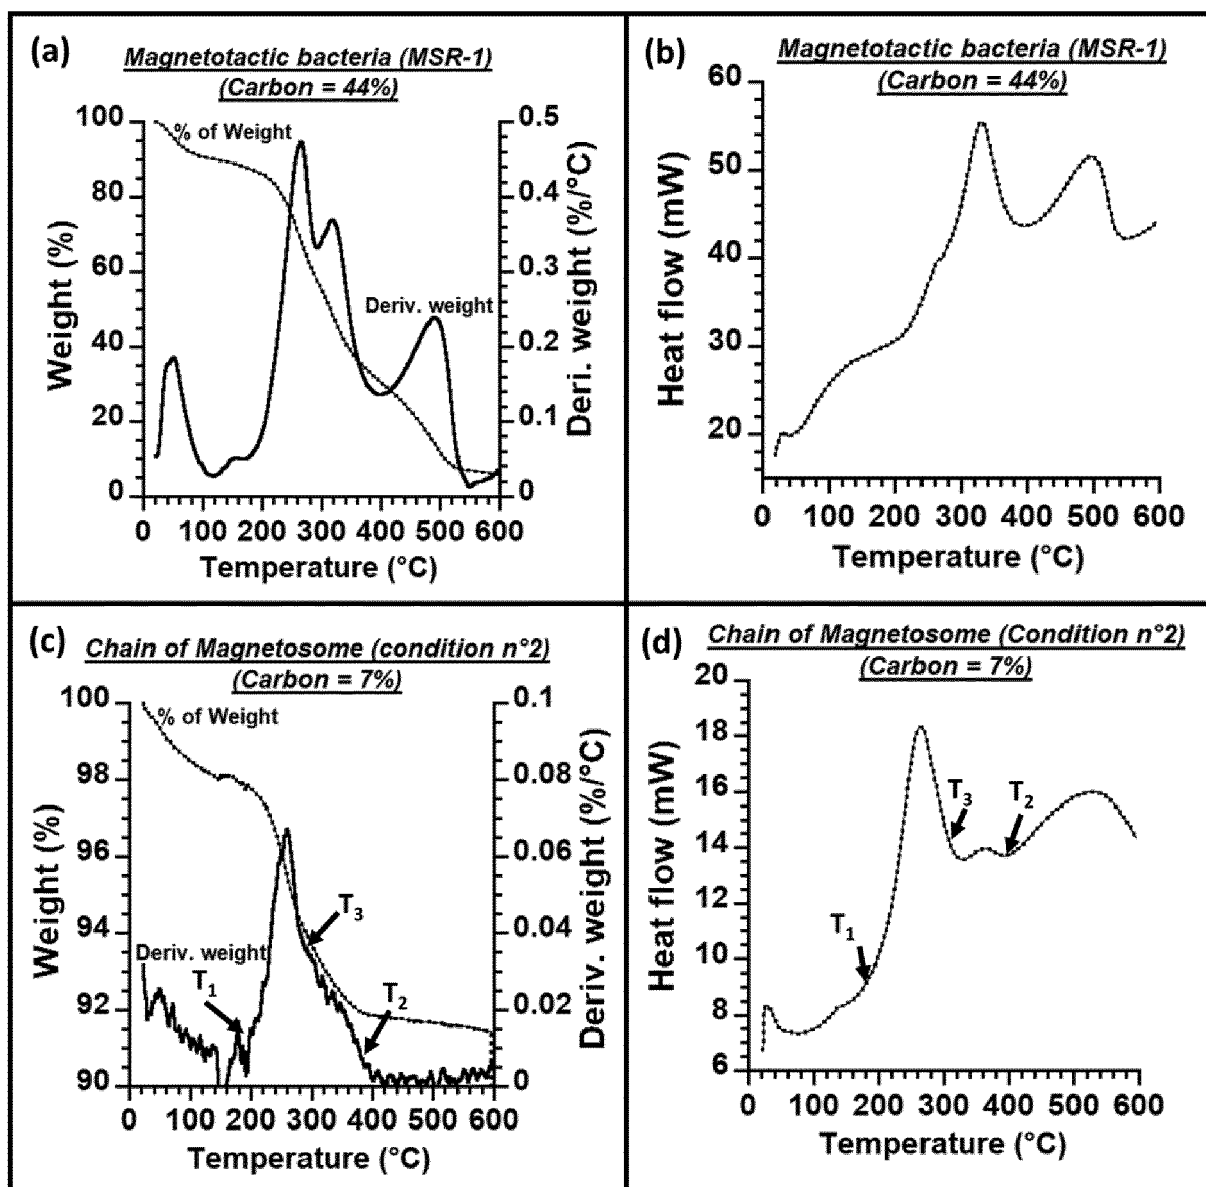 (a)
Magnetotactic bacteria (MSR-1)
(Carbon = 44%)
% of Weight
Deriv. weight
Weight (%)
100
80
60
40
20
0
Deri. weight (%/°C)
0.5
0.4
0.3
0.2
0.1
0
0 100 200 300 400 500 600
Temperature (°C)
(b)
Magnetotactic bacteria (MSR-1)
(Carbon = 44%)
Heat flow (mW)
60
50
40
30
20
0 100 200 300 400 500 600
Temperature (°C)
(c)
Chain of Magnetosome (condition n°2)
(Carbon = 7%)
% of Weight
Deriv. weight
T1
T3
T2
Weight (%)
100
98
96
94
92
90
Deriv. weight (%/°C)
0.1
0.08
0.06
0.04
0.02
0
0 100 200 300 400 500 600
Temperature (°C)
(d)
Chain of Magnetosome (Condition n°2)
(Carbon = 7%)
Heat flow (mW)
20
18
16
14
12
10
8
6
T1
T3
T2
0 100 200 300 400 500 600
Temperature (°C)